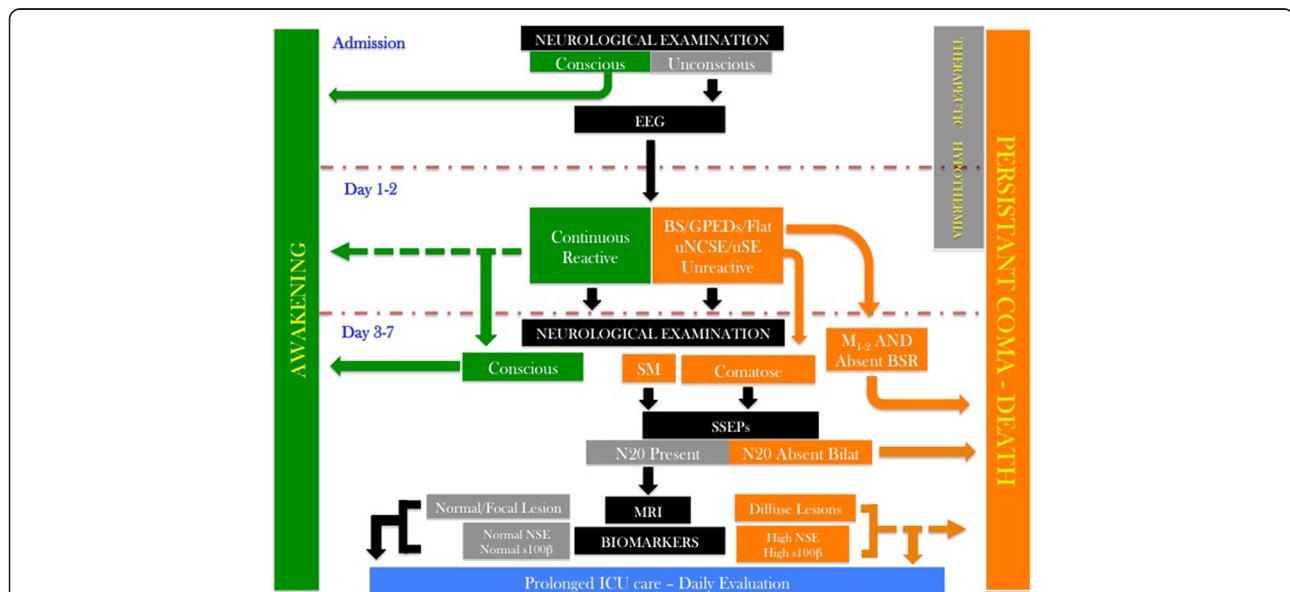 Admission
NEUROLOGICAL EXAMINATION
Conscious
Unconscious
EEG
THERAPEUTIC HYPOTHERMIA
AWAKENING
PERSISTANT COMA - DEATH
Day 1-2
Continuous
Reactive
BS/GPEDs/Flat
uNCSE/uSE
Unreactive
Day 3-7
NEUROLOGICAL EXAMINATION
M1-2 AND
Absent BSR
Conscious
SM
Comatose
SSEPs
N20 Present
N20 Absent Bilat
Normal/Focal Lesion
MRI
Diffuse Lesions
Normal NSE
Normal s100β
BIOMARKERS
High NSE
High s100β
Prolonged ICU care – Daily Evaluation